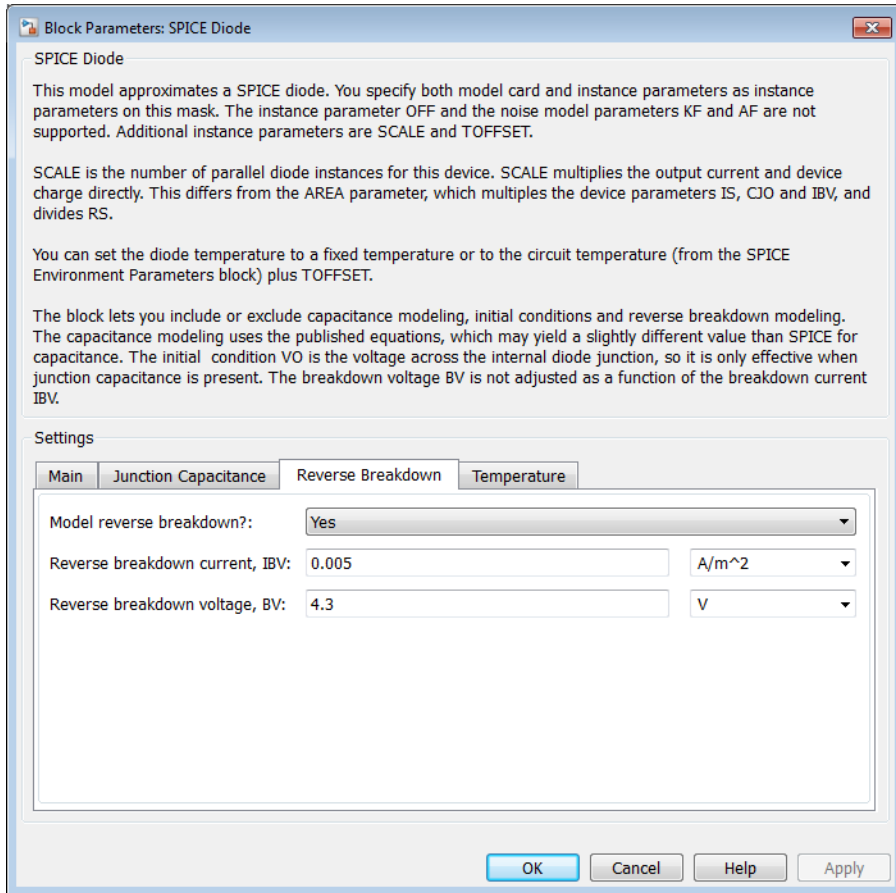 Block Parameters: SPICE Diode
SPICE Diode
This model approximates a SPICE diode. You specify both model card and instance parameters as instance
parameters on this mask. The instance parameter OFF and the noise model parameters KF and AF are not
supported. Additional instance parameters are SCALE and TOFFSET.
SCALE is the number of parallel diode instances for this device. SCALE multiplies the output current and device
charge directly. This differs from the AREA parameter, which multiples the device parameters IS, CJO and IBV, and
divides RS.
You can set the diode temperature to a fixed temperature or to the circuit temperature (from the SPICE
Environment Parameters block) plus TOFFSET.
The block lets you include or exclude capacitance modeling, initial conditions and reverse breakdown modeling.
The capacitance modeling uses the published equations, which may yield a slightly different value than SPICE for
capacitance. The initial  condition VO is the voltage across the internal diode junction, so it is only effective when
junction capacitance is present. The breakdown voltage BV is not adjusted as a function of the breakdown current
IBV.
Settings
Main Junction Capacitance Reverse Breakdown Temperature
Model reverse breakdown?: Yes
Reverse breakdown current, IBV: 0.005 A/m^2
Reverse breakdown voltage, BV: 4.3 V
OK Cancel Help Apply